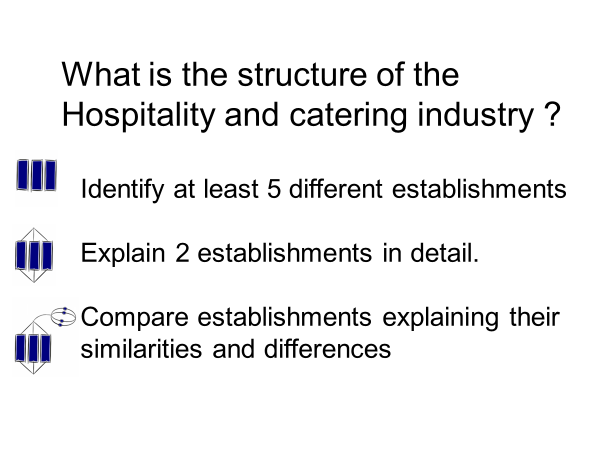 What is the structure of the
Hospitality and catering industry ?
Identify at least 5 different establishments
Explain 2 establishments in detail.
Compare establishments explaining their
similarities and differences